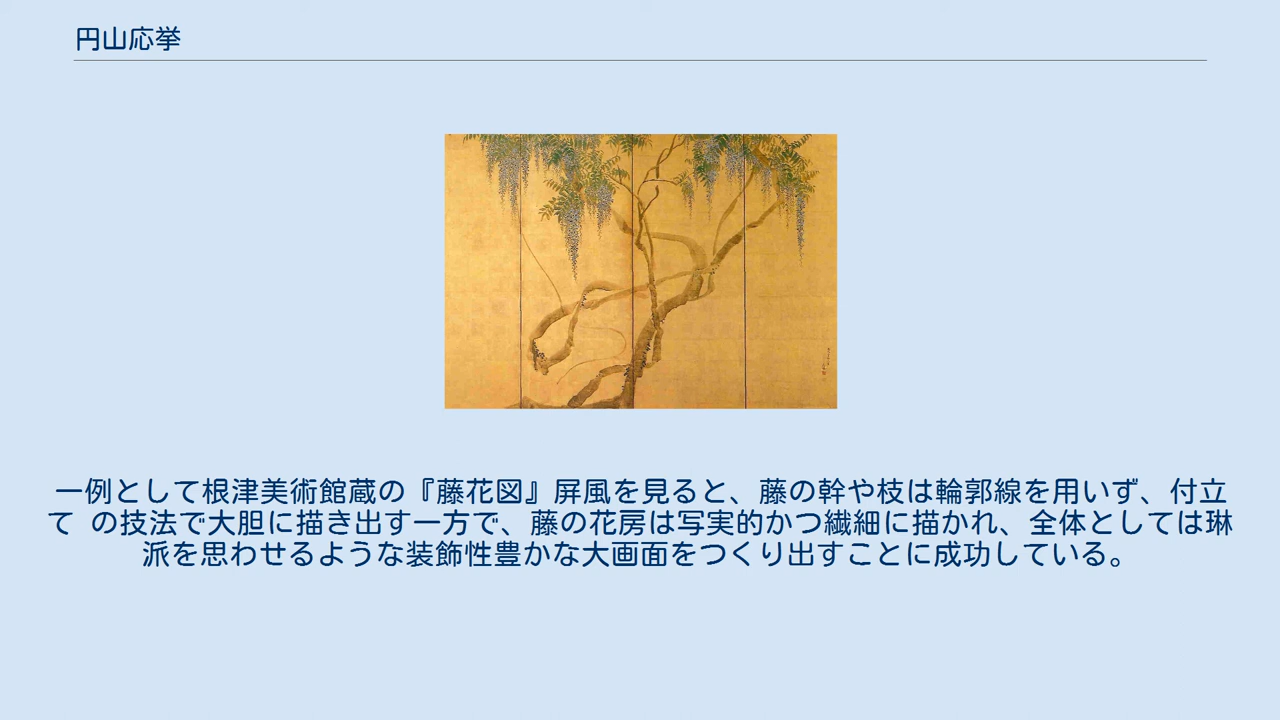 円山応挙
一例として根津美術館蔵の『藤花図』屏風を見ると、藤の幹や枝は輪郭線を用いず、付立
て の技法で大胆に描き出す一方で、藤の花房は写実的かつ繊細に描かれ、全体としては琳
派を思わせるような装飾性豊かな大画面をつくり出すことに成功している。